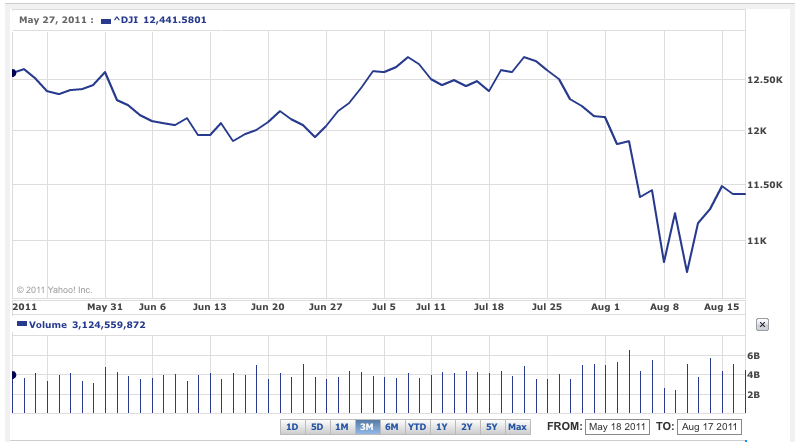 May 27, 2011 : ^DJI 12,441.5801
12.50K
12K
11.50K
11K
© 2011 Yahoo! Inc.
2011 May 31 Jun 6 Jun 13 Jun 20 Jun 27 Jul 5 Jul 11 Jul 18 Jul 25 Aug 1 Aug 8 Aug 15
Volume 3,124,559,872 x
6B
4B
2B
1D 5D 1M 3M 6M YTD 1Y 2Y 5Y Max FROM: May 18 2011 TO: Aug 17 2011